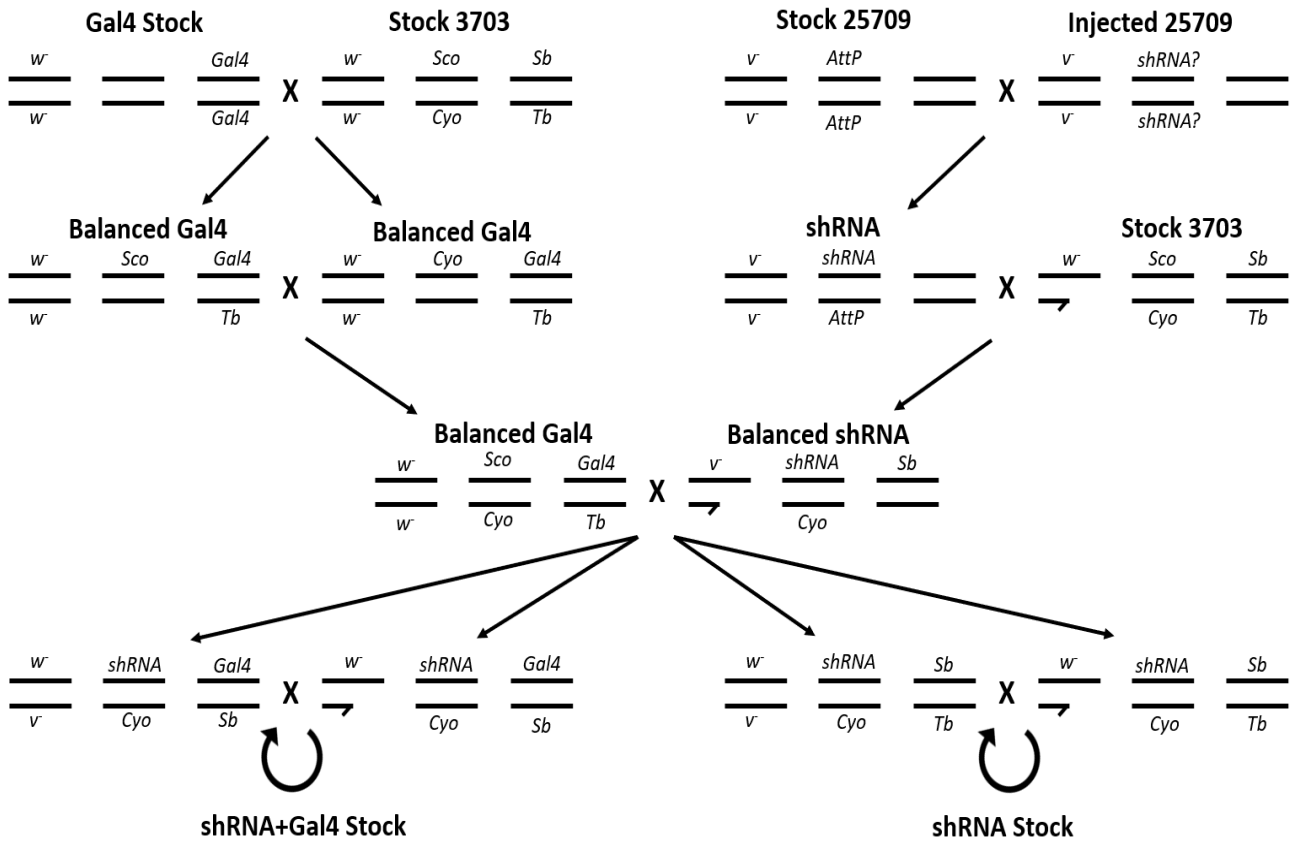 Gal4 Stock Stock 3703 Stock 25709 Injected 25709
w- Gal4 w- Sco Sb v- AttP v- shRNA?
X X
w- Gal4 w- Cyo Tb v- AttP v- shRNA?
Balanced Gal4 Balanced Gal4 shRNA Stock 3703
w- Sco Gal4 w- Cyo Gal4 v- shRNA w- Sco Sb
X X
w- Tb w- Tb v- AttP Cyo Tb
Balanced Gal4 Balanced shRNA
w- Sco Gal4 v- shRNA Sb
X
w- Cyo Tb Cyo
w- shRNA Gal4 w- shRNA Gal4 w- shRNA Sb w- shRNA Sb
X X
v- Cyo Sb Cyo Sb v- Cyo Tb Cyo Tb
shRNA+Gal4 Stock shRNA Stock